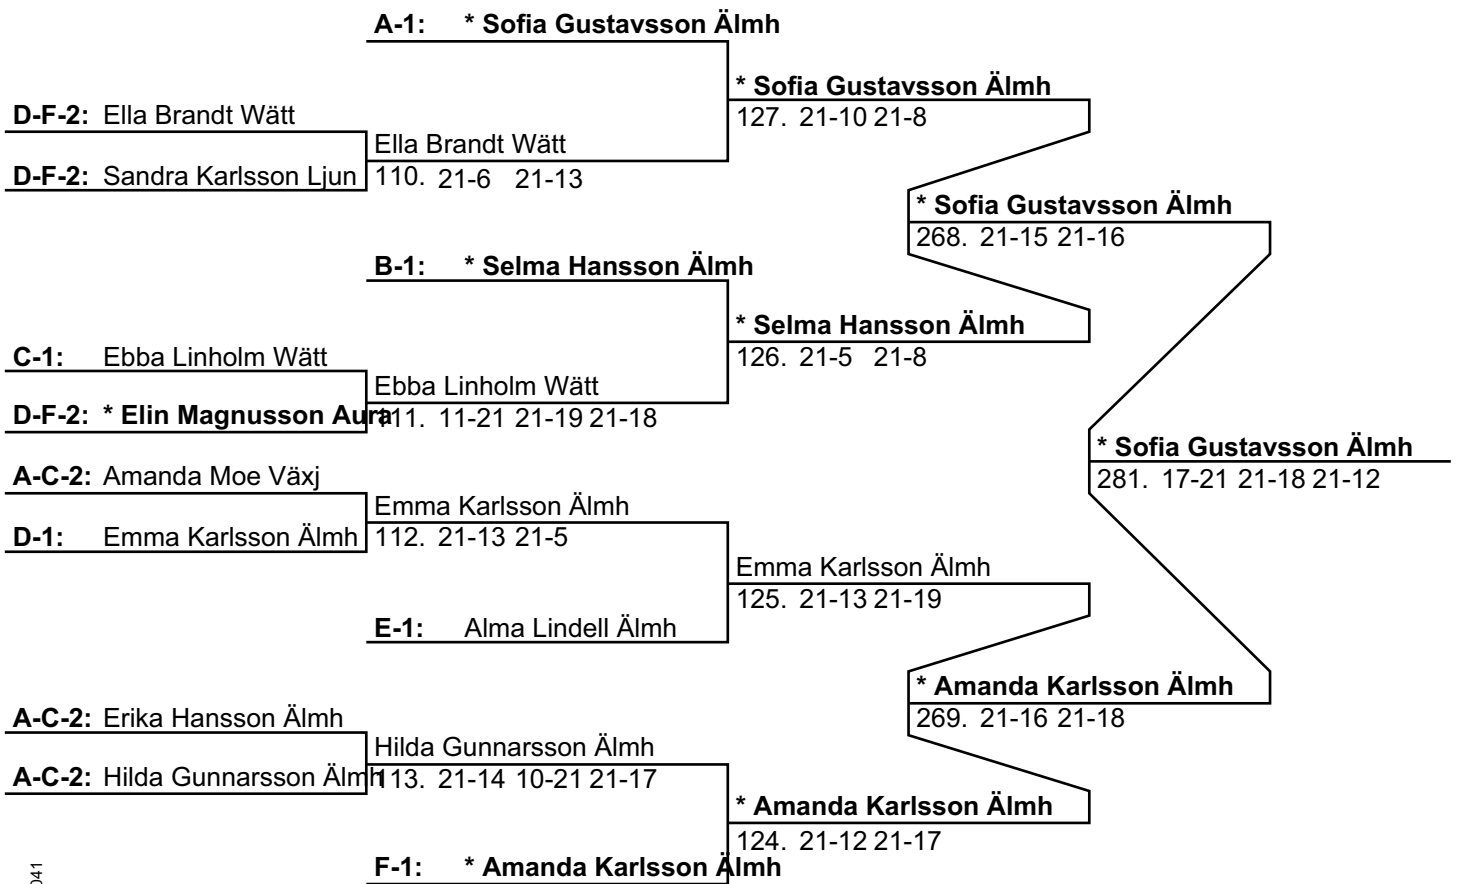 A-1: * Sofia Gustavsson Älmh
* Sofia Gustavsson Älmh
127. 21-10 21-8
D-F-2: Ella Brandt Wätt
Ella Brandt Wätt
D-F-2: Sandra Karlsson Ljun
110. 21-6 21-13
* Sofia Gustavsson Älmh
268. 21-15 21-16
B-1: * Selma Hansson Älmh
* Selma Hansson Älmh
126. 21-5 21-8
C-1: Ebba Linholm Wätt
Ebba Linholm Wätt
D-F-2: * Elin Magnusson Aura
111. 11-21 21-19 21-18
* Sofia Gustavsson Älmh
281. 17-21 21-18 21-12
A-C-2: Amanda Moe Växj
Emma Karlsson Älmh
D-1: Emma Karlsson Älmh
112. 21-13 21-5
Emma Karlsson Älmh
125. 21-13 21-19
E-1: Alma Lindell Älmh
* Amanda Karlsson Älmh
269. 21-16 21-18
A-C-2: Erika Hansson Älmh
Hilda Gunnarsson Älmh
A-C-2: Hilda Gunnarsson Älmh
113. 21-14 10-21 21-17
* Amanda Karlsson Älmh
124. 21-12 21-17
F-1: * Amanda Karlsson Älmh